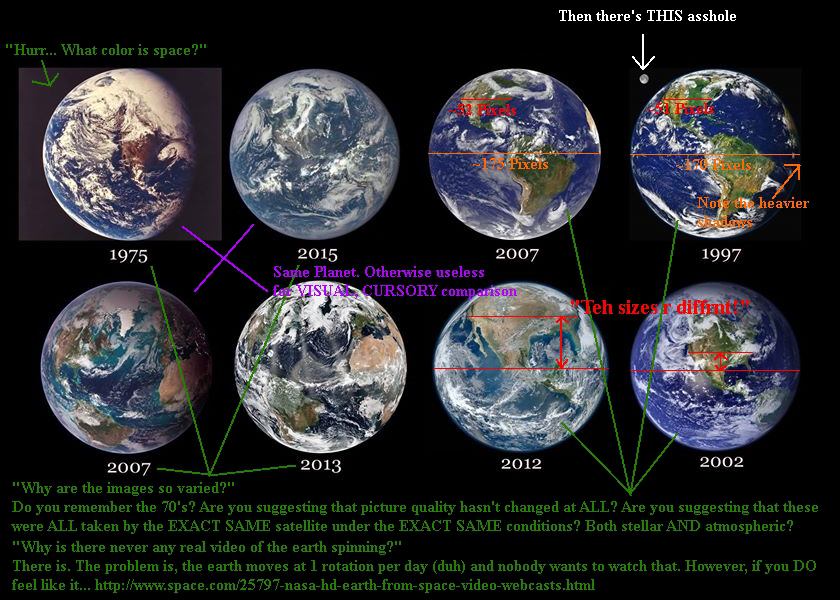 Then there's THIS asshole
"Hurr... What color is space?"
~52 Pixels
~51 Pixels
~175 Pixels
~170 Pixels
Note the heavier
shadows
1975
2015
2007
1997
Same Planet. Otherwise useless
for VISUAL, CURSORY comparison
"Teh sizes r diffrnt!"
2007
2013
2012
2002
"Why are the images so varied?"
Do you remember the 70's? Are you suggesting that picture quality hasn't changed at ALL? Are you suggesting that these
were ALL taken by the EXACT SAME satellite under the EXACT SAME conditions? Both stellar AND atmospheric?
"Why is there never any real video of the earth spinning?"
There is. The problem is, the earth moves at 1 rotation per day (duh) and nobody wants to watch that. However, if you DO
feel like it... http://www.space.com/25797-nasa-hd-earth-from-space-video-webcasts.html